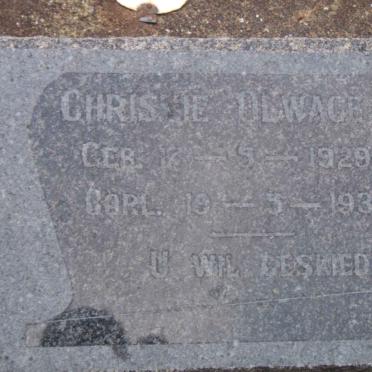 CHRISSIE OLWAGE
GEB. 12 — 5 — 1929
OORL. 19 — 5 — 193
U WIL GESKIED